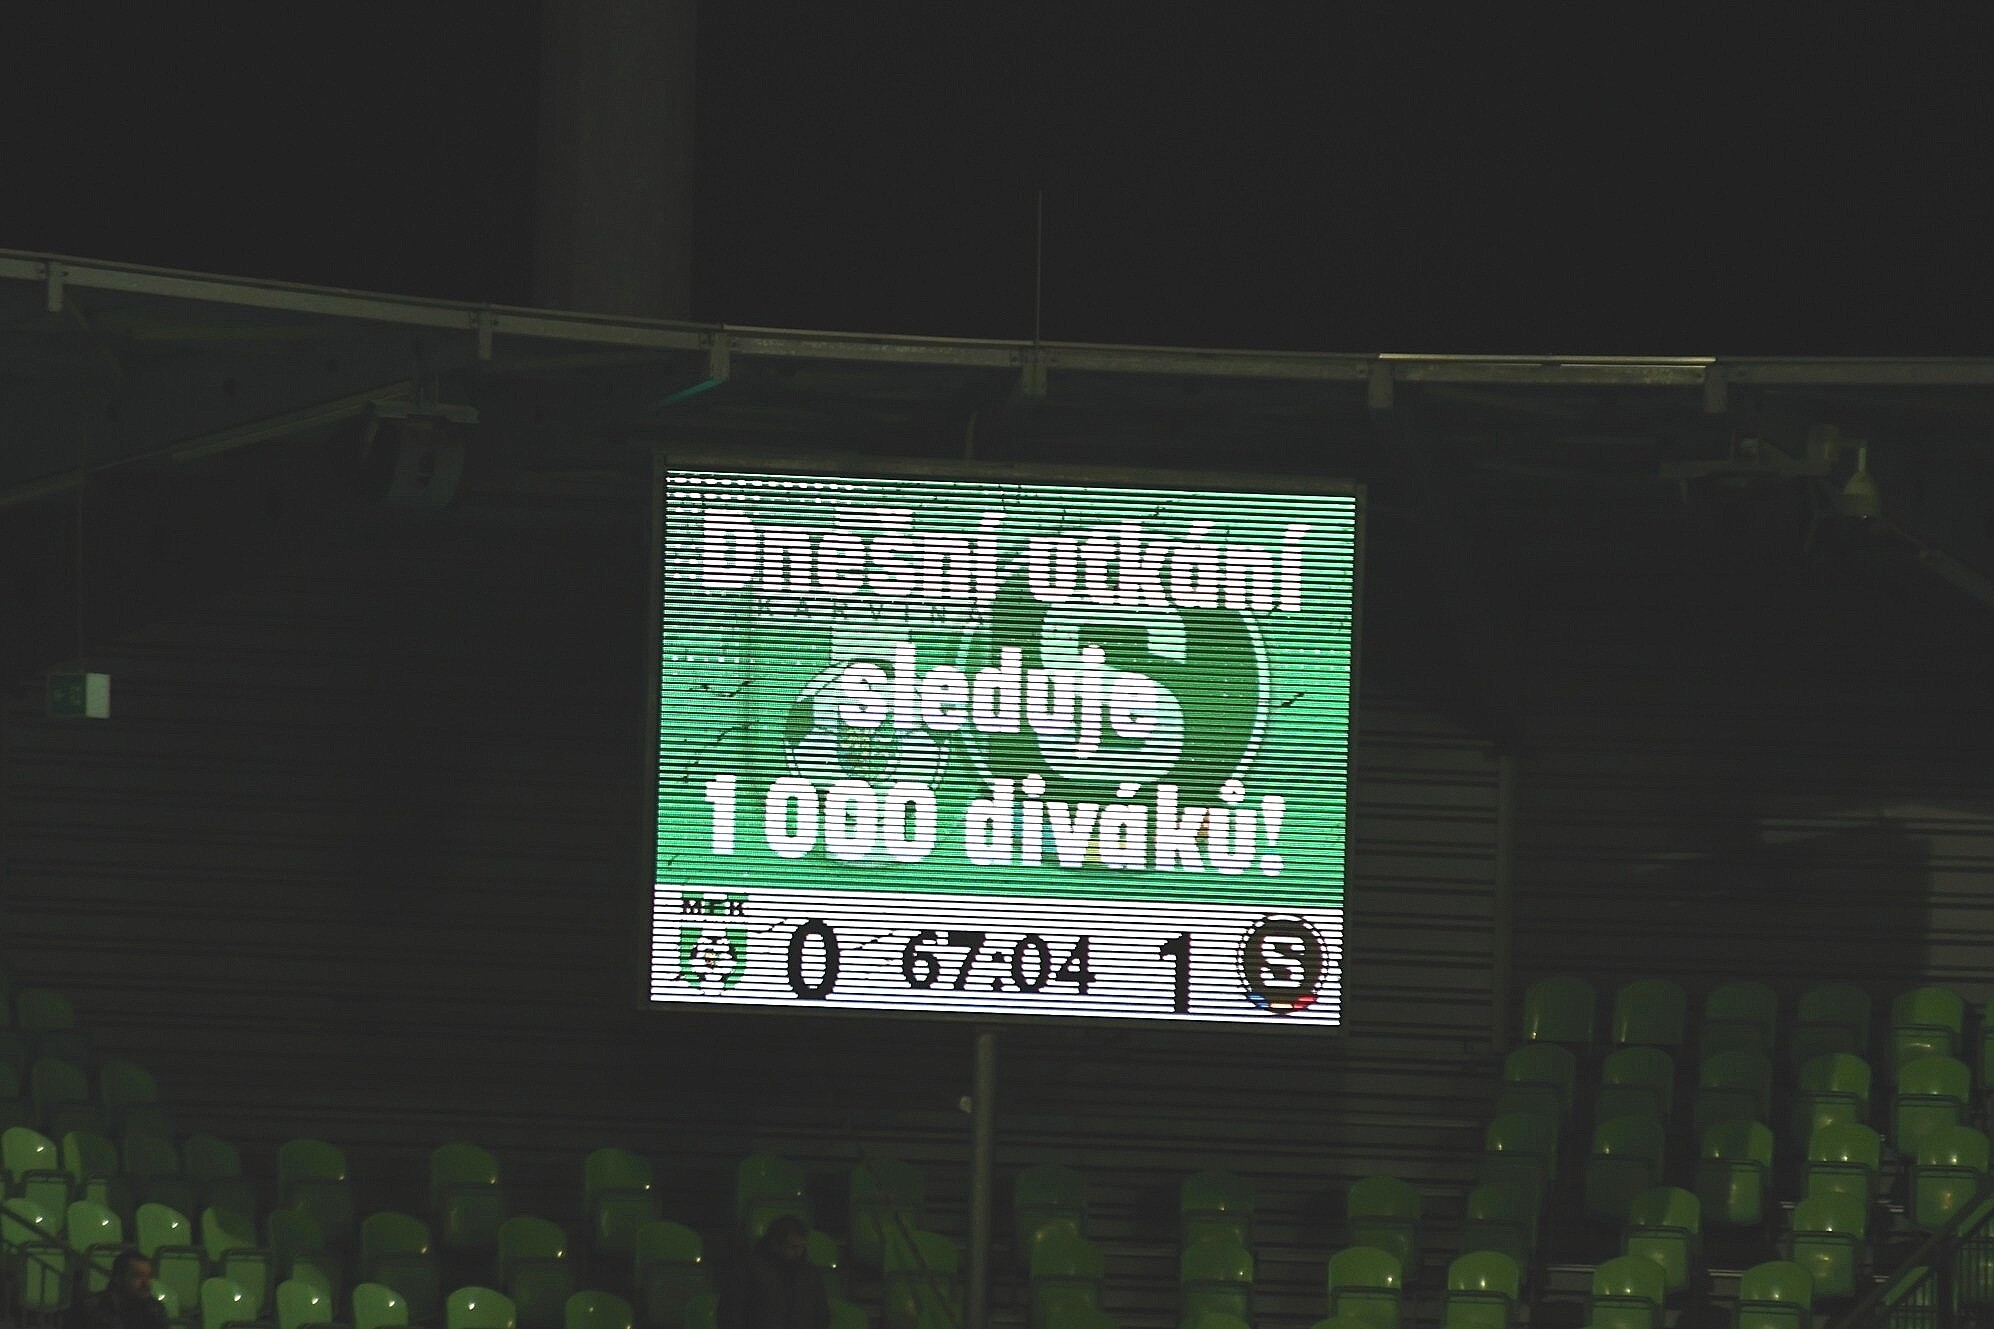 Dnešní utkání
KARVINÁ
sleduje
1 000 diváků!
MFK
0 67:04 1 S